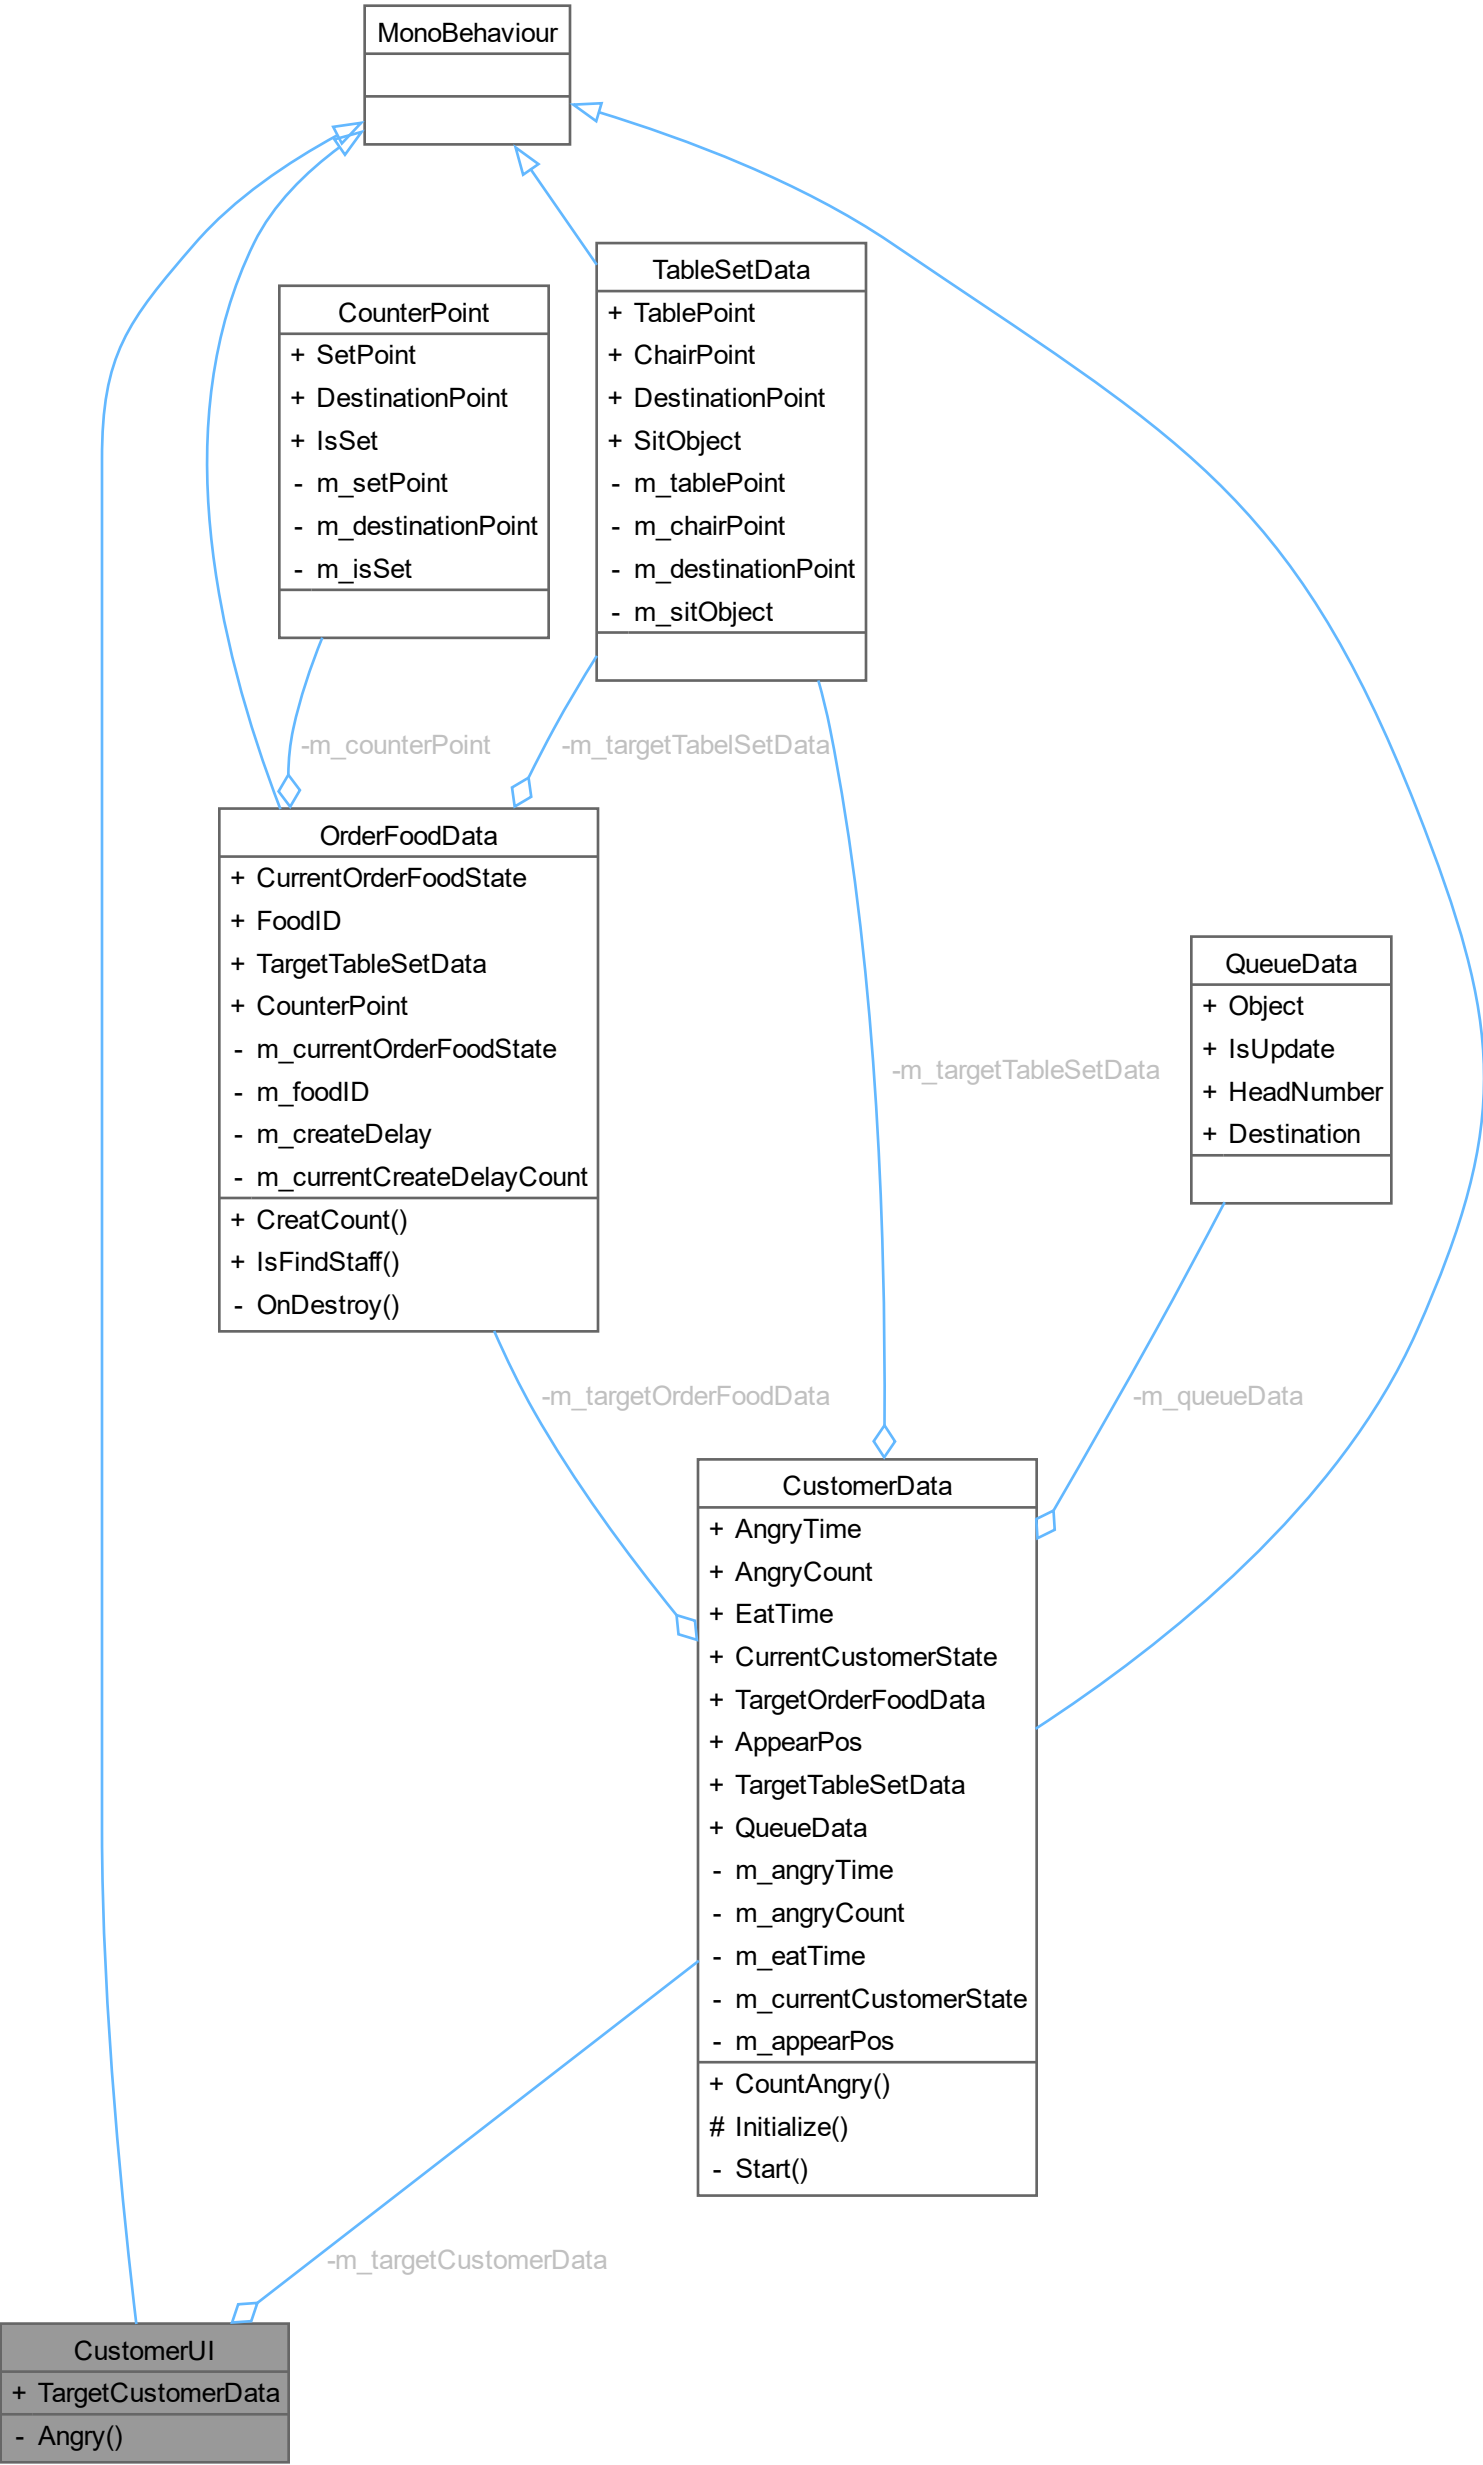 MonoBehaviour
TableSetData
+ TablePoint
+ ChairPoint
+ DestinationPoint
+ SitObject
- m_tablePoint
- m_chairPoint
- m_destinationPoint
- m_sitObject
CounterPoint
+ SetPoint
+ DestinationPoint
+ IsSet
- m_setPoint
- m_destinationPoint
- m_isSet
-m_counterPoint
-m_targetTabelSetData
OrderFoodData
+ CurrentOrderFoodState
+ FoodID
+ TargetTableSetData
+ CounterPoint
- m_currentOrderFoodState
- m_foodID
- m_createDelay
- m_currentCreateDelayCount
+ CreatCount()
+ IsFindStaff()
- OnDestroy()
-m_targetTableSetData
QueueData
+ Object
+ IsUpdate
+ HeadNumber
+ Destination
-m_targetOrderFoodData
-m_queueData
CustomerData
+ AngryTime
+ AngryCount
+ EatTime
+ CurrentCustomerState
+ TargetOrderFoodData
+ AppearPos
+ TargetTableSetData
+ QueueData
- m_angryTime
- m_angryCount
- m_eatTime
- m_currentCustomerState
- m_appearPos
+ CountAngry()
# Initialize()
- Start()
-m_targetCustomerData
CustomerUI
+ TargetCustomerData
- Angry()